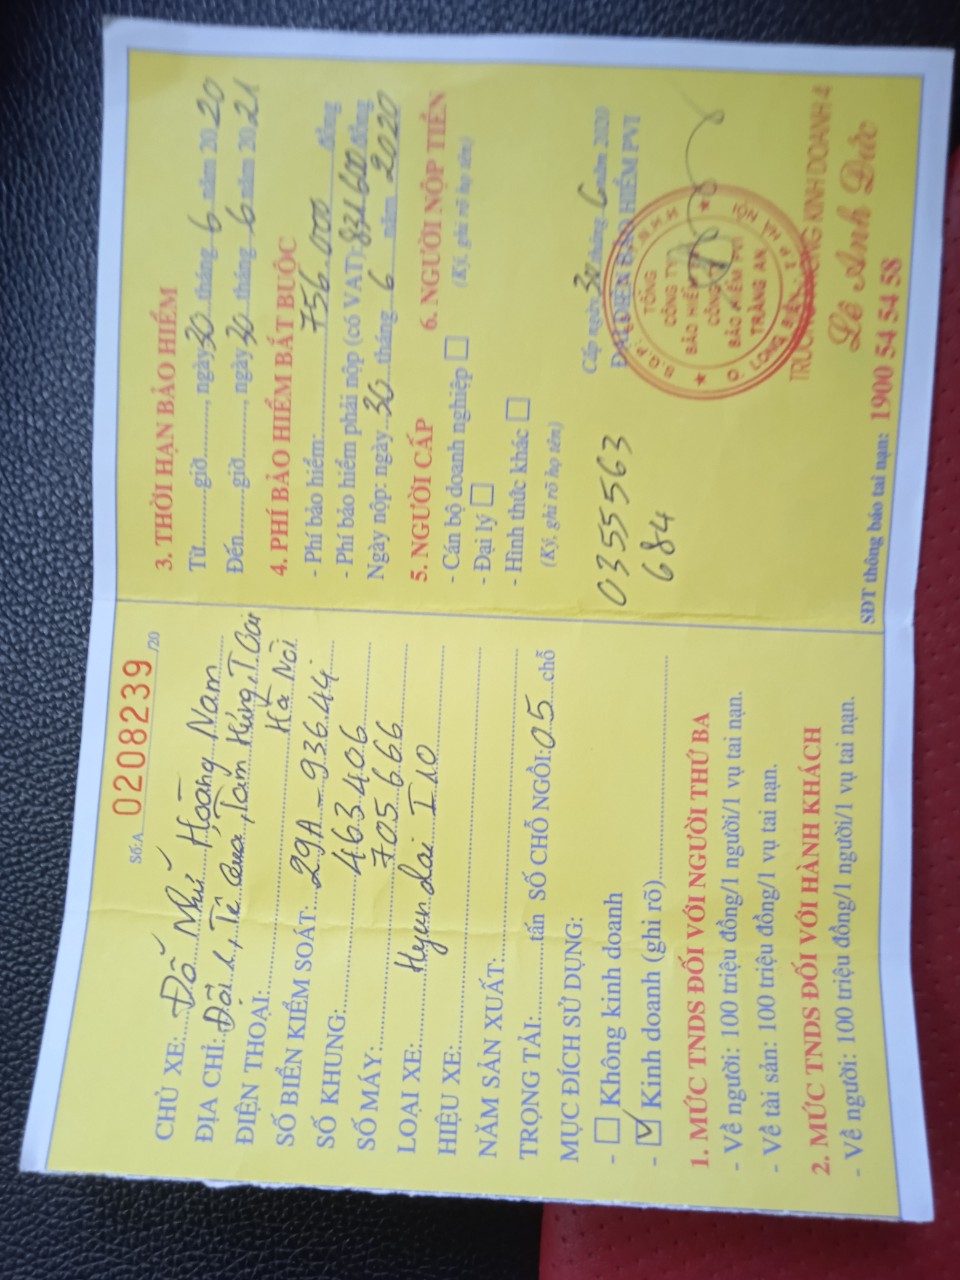 Số:A 0208239 /20
CHỦ XE: Đỗ Như Hoàng Nam
ĐỊA CHỈ: Đội 1, Tê Quả, Tam Hưng, T. Oai
ĐIỆN THOẠI: Hà Nội
SỐ BIỂN KIỂM SOÁT: 29A - 936.44
SỐ KHUNG: 463406
SỐ MÁY: 705666
LOẠI XE: Hyundai I10
HIỆU XE:
NĂM SẢN XUẤT:
TRỌNG TẢI: tấn SỐ CHỖ NGỒI: 05 chỗ
MỤC ĐÍCH SỬ DỤNG:
- Không kinh doanh
- Kinh doanh (ghi rõ)
1. MỨC TNDS ĐỐI VỚI NGƯỜI THỨ BA
- Về người: 100 triệu đồng/1 người/1 vụ tai nạn.
- Về tài sản: 100 triệu đồng/1 vụ tai nạn.
2. MỨC TNDS ĐỐI VỚI HÀNH KHÁCH
- Về người: 100 triệu đồng/1 người/1 vụ tai nạn.
3. THỜI HẠN BẢO HIỂM
Từ giờ, ngày 30 tháng 6 năm 2020
Đến giờ, ngày 30 tháng 6 năm 2021
4. PHÍ BẢO HIỂM BẮT BUỘC
- Phí bảo hiểm: 756.000 đồng
- Phí bảo hiểm phải nộp (có VAT): 831.600 đồng
Ngày nộp: ngày 30 tháng 6 năm 2020
5. NGƯỜI CẤP 6. NGƯỜI NỘP TIỀN
- Cán bộ doanh nghiệp (Ký, ghi rõ họ tên)
- Đại lý
- Hình thức khác
(Ký, ghi rõ họ tên)
Cấp ngày 30 tháng 6 năm 2020
0355563
684
ĐẠI DIỆN BẢO HIỂM PVI
TỔNG
CÔNG TY
BẢO HIỂM
CÔNG TY
BẢO HIỂM PVI
TRÀNG AN
Q. LONG BIÊN - T.P HÀ NỘI
TRƯỞNG PHÒNG KINH DOANH 4
Lê Anh Đức
SĐT thông báo tai nạn: 1900 54 54 58